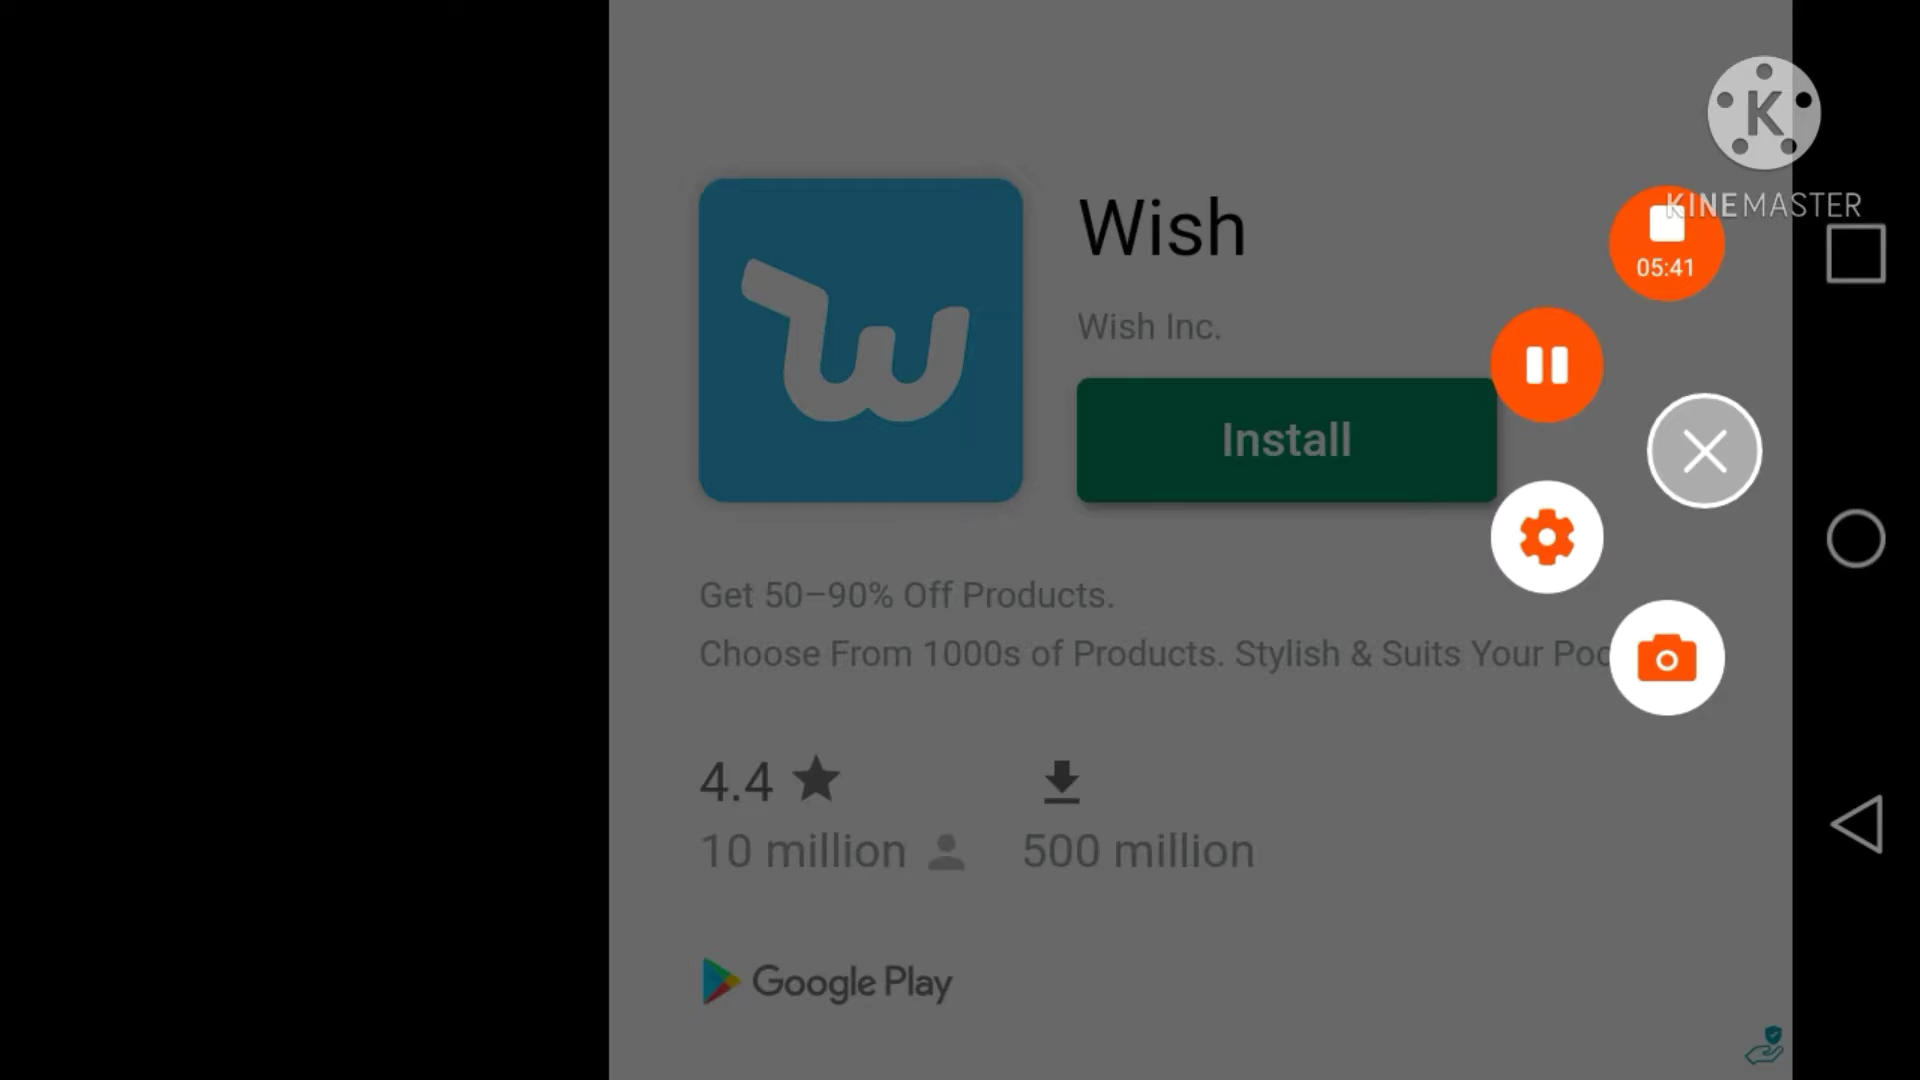 K
KINEMASTER
05:41
Wish
Wish Inc.
Install
Get 50–90% Off Products.
Choose From 1000s of Products. Stylish & Suits Your
4.4
10 million
500 million
Google Play